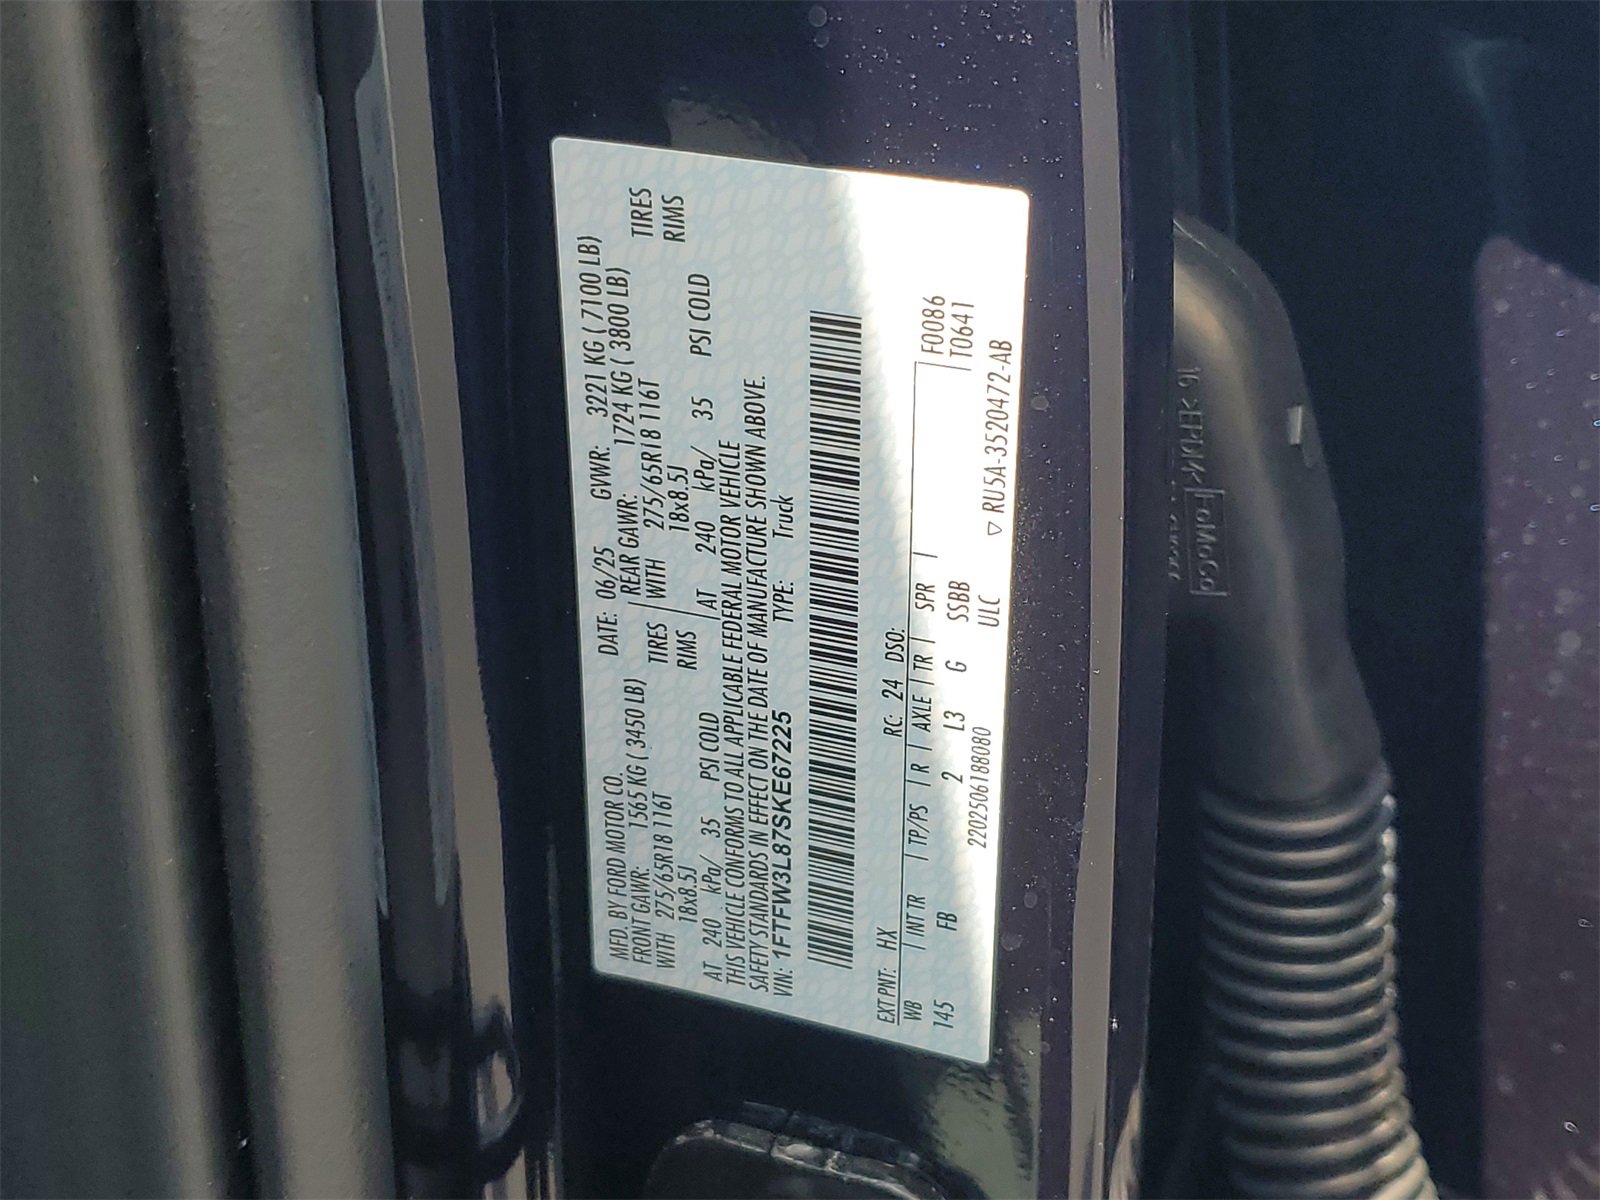 MFD. BY FORD MOTOR CO. DATE: 06/25 GVWR: 3221 KG ( 7100 LB)
FRONT GAWR: 1565 KG ( 3450 LB) REAR GAWR: 1724 KG ( 3800 LB)
WITH 275/65R18 116T TIRES WITH 275/65R18 116T TIRES
18x8.5J RIMS 18x8.5J RIMS
AT 240 kPa/ 35 PSI COLD AT 240 kPa/ 35 PSI COLD
THIS VEHICLE CONFORMS TO ALL APPLICABLE FEDERAL MOTOR VEHICLE
SAFETY STANDARDS IN EFFECT ON THE DATE OF MANUFACTURE SHOWN ABOVE.
VIN: 1FTFW3L87SKE67225 TYPE: Truck
EXT PNT: HX RC: 24 DSO:
WB INTTR TP/PS R AXLE TR SPR F0086
145 FB 2 L3 G SSBB T0641
2202506188080 ULC ▽ RU5A-3520472-AB
16 >EPDM<
FoMoCo